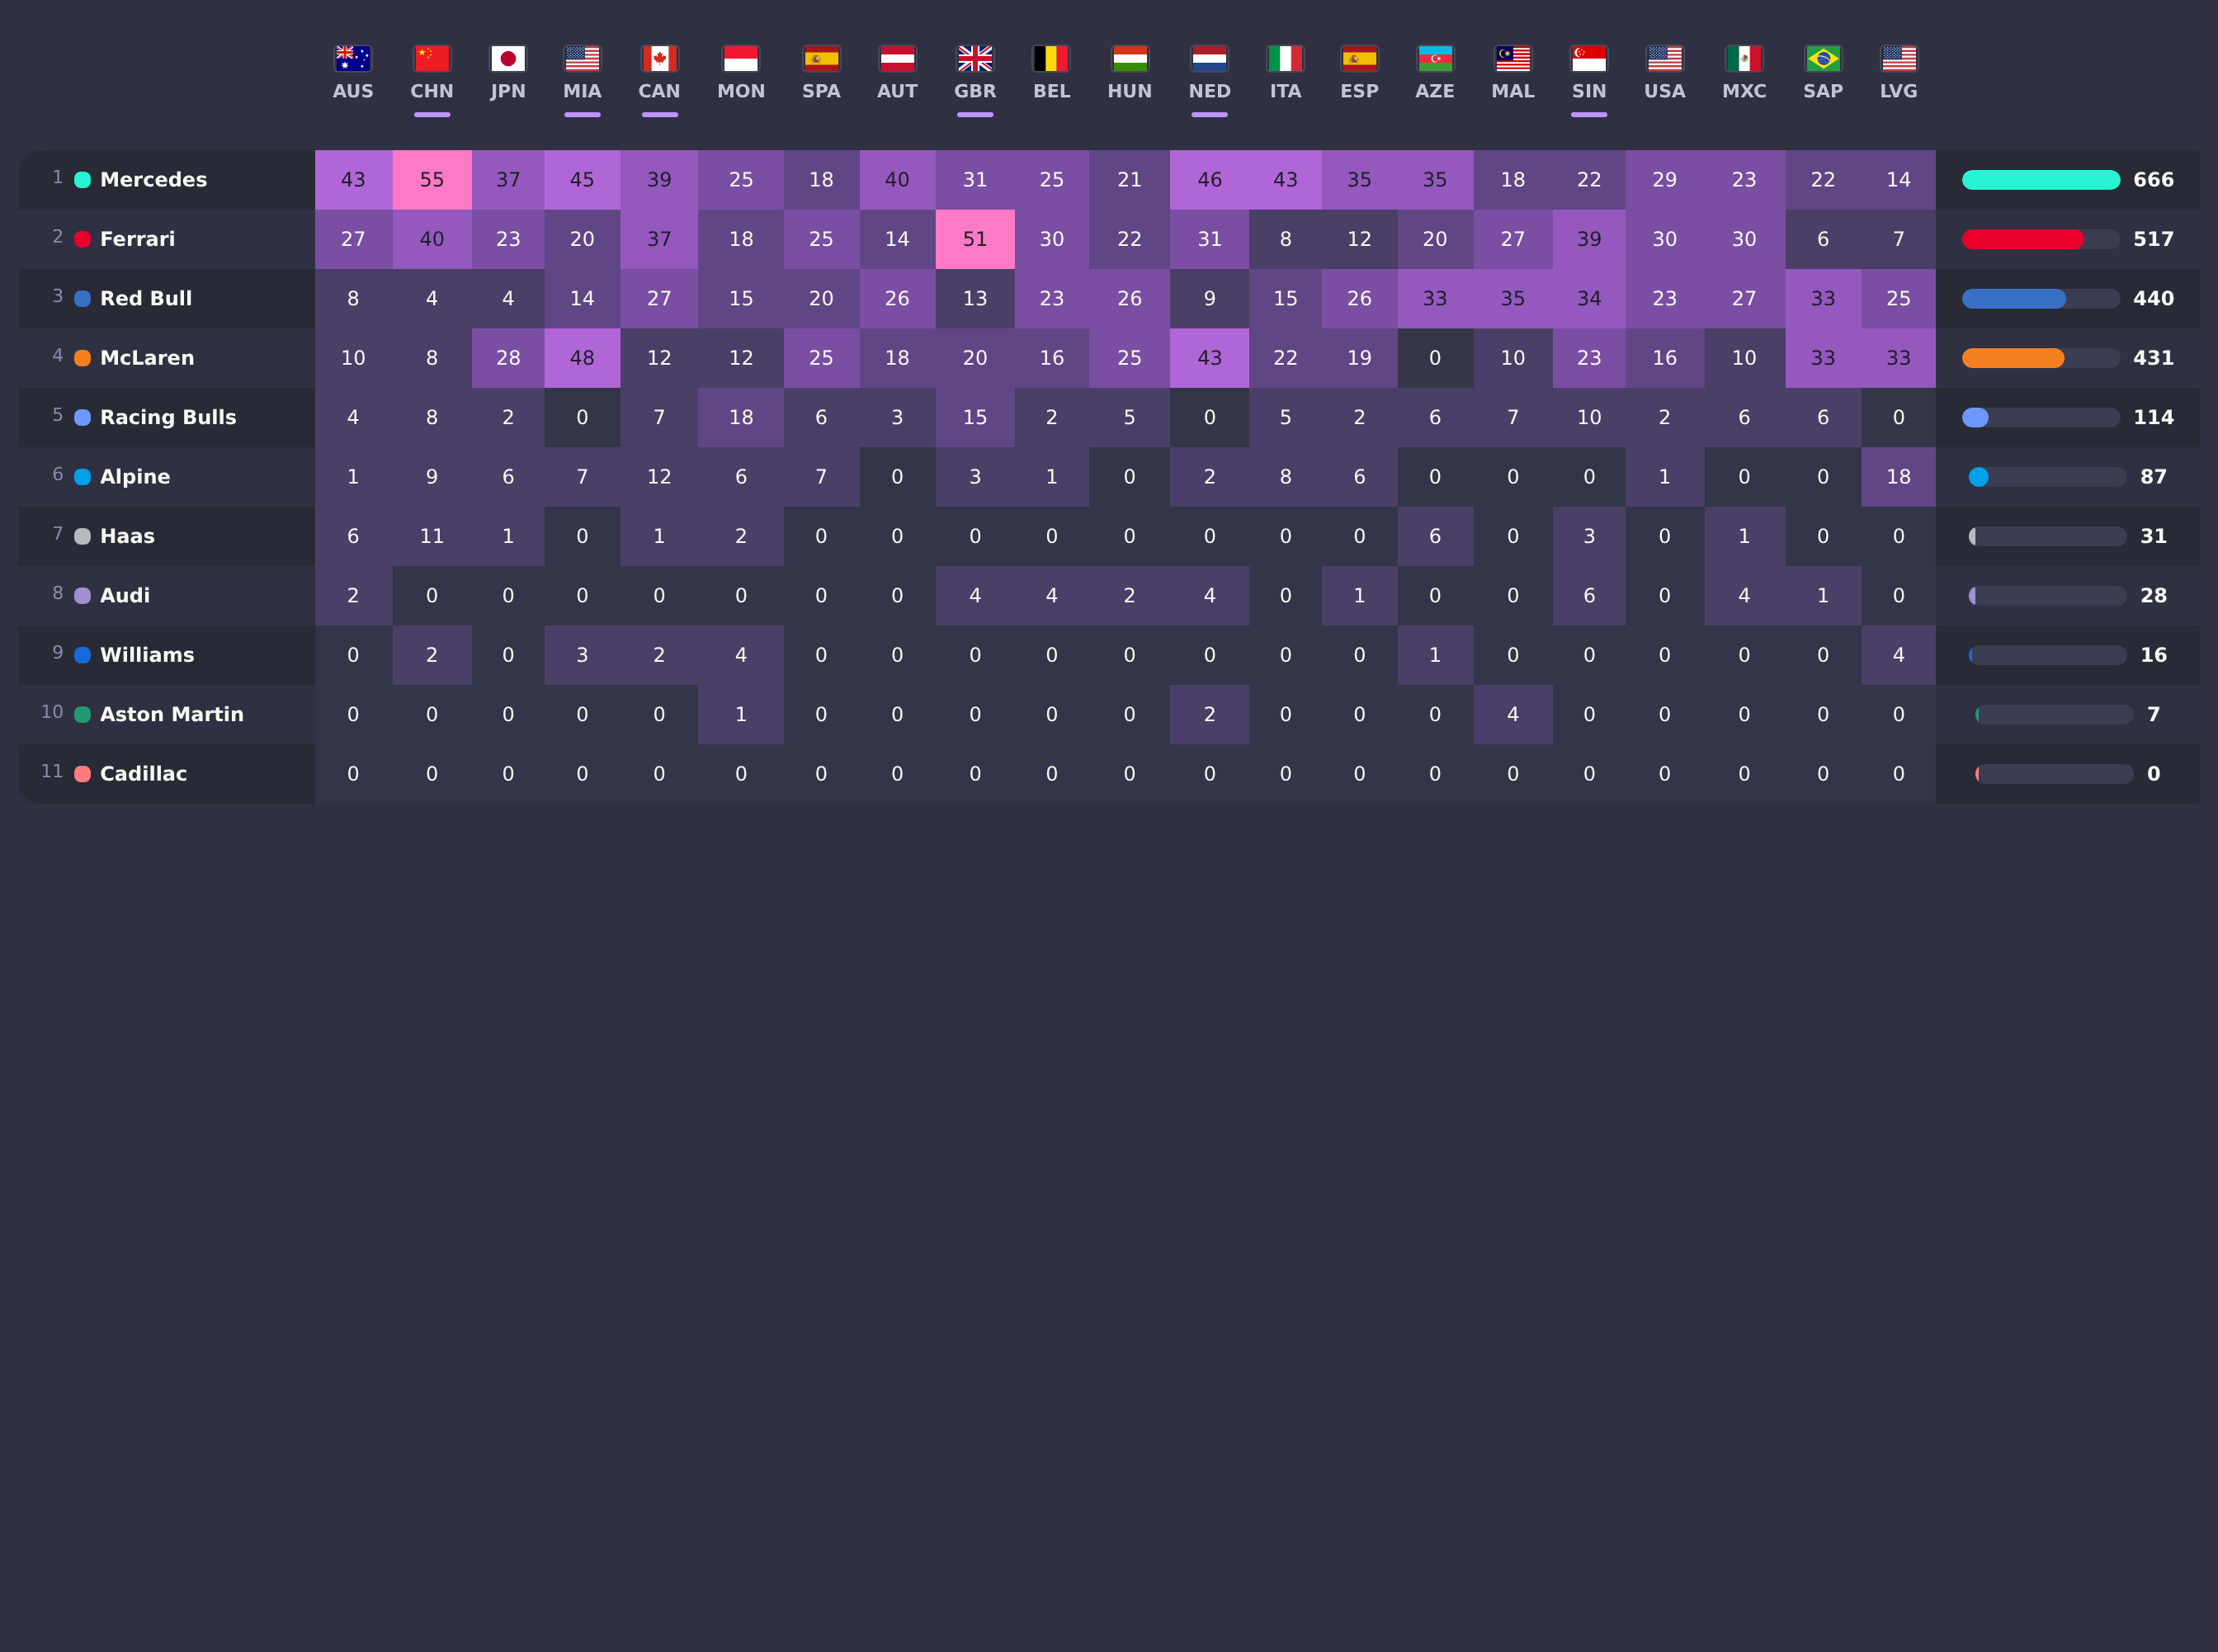 AUS CHN JPN MIA CAN MON SPA AUT GBR BEL HUN NED ITA ESP AZE MAL SIN USA MXC SAP LVG
1 Mercedes 43 55 37 45 39 25 18 40 31 25 21 46 43 35 35 18 22 29 23 22 14 666
2 Ferrari 27 40 23 20 37 18 25 14 51 30 22 31 8 12 20 27 39 30 30 6 7 517
3 Red Bull 8 4 4 14 27 15 20 26 13 23 26 9 15 26 33 35 34 23 27 33 25 440
4 McLaren 10 8 28 48 12 12 25 18 20 16 25 43 22 19 0 10 23 16 10 33 33 431
5 Racing Bulls 4 8 2 0 7 18 6 3 15 2 5 0 5 2 6 7 10 2 6 6 0 114
6 Alpine 1 9 6 7 12 6 7 0 3 1 0 2 8 6 0 0 0 1 0 0 18 87
7 Haas 6 11 1 0 1 2 0 0 0 0 0 0 0 0 6 0 3 0 1 0 0 31
8 Audi 2 0 0 0 0 0 0 0 4 4 2 4 0 1 0 0 6 0 4 1 0 28
9 Williams 0 2 0 3 2 4 0 0 0 0 0 0 0 0 1 0 0 0 0 0 4 16
10 Aston Martin 0 0 0 0 0 1 0 0 0 0 0 2 0 0 0 4 0 0 0 0 0 7
11 Cadillac 0 0 0 0 0 0 0 0 0 0 0 0 0 0 0 0 0 0 0 0 0 0